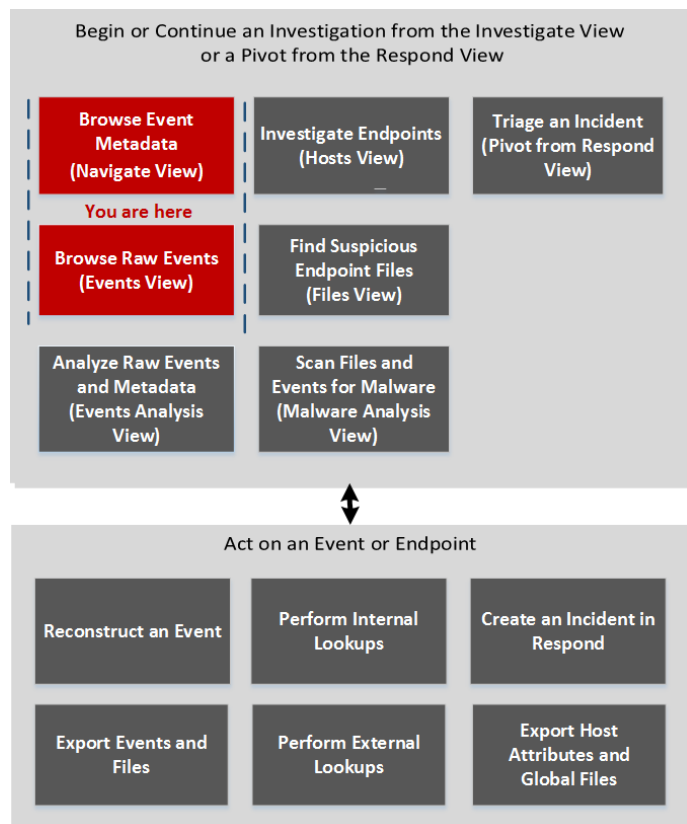 Begin or Continue an Investigation from the Investigate View
or a Pivot from the Respond View
Browse Event
Metadata
(Navigate View)
Investigate Endpoints
(Hosts View)
Triage an Incident
(Pivot from Respond
View)
You are here
Browse Raw Events
(Events View)
Find Suspicious
Endpoint Files
(Files View)
Analyze Raw Events
and Metadata
(Events Analysis
View)
Scan Files and
Events for Malware
(Malware Analysis
View)
Act on an Event or Endpoint
Reconstruct an Event
Perform Internal
Lookups
Create an Incident in
Respond
Export Events and
Files
Perform External
Lookups
Export Host
Attributes and
Global Files